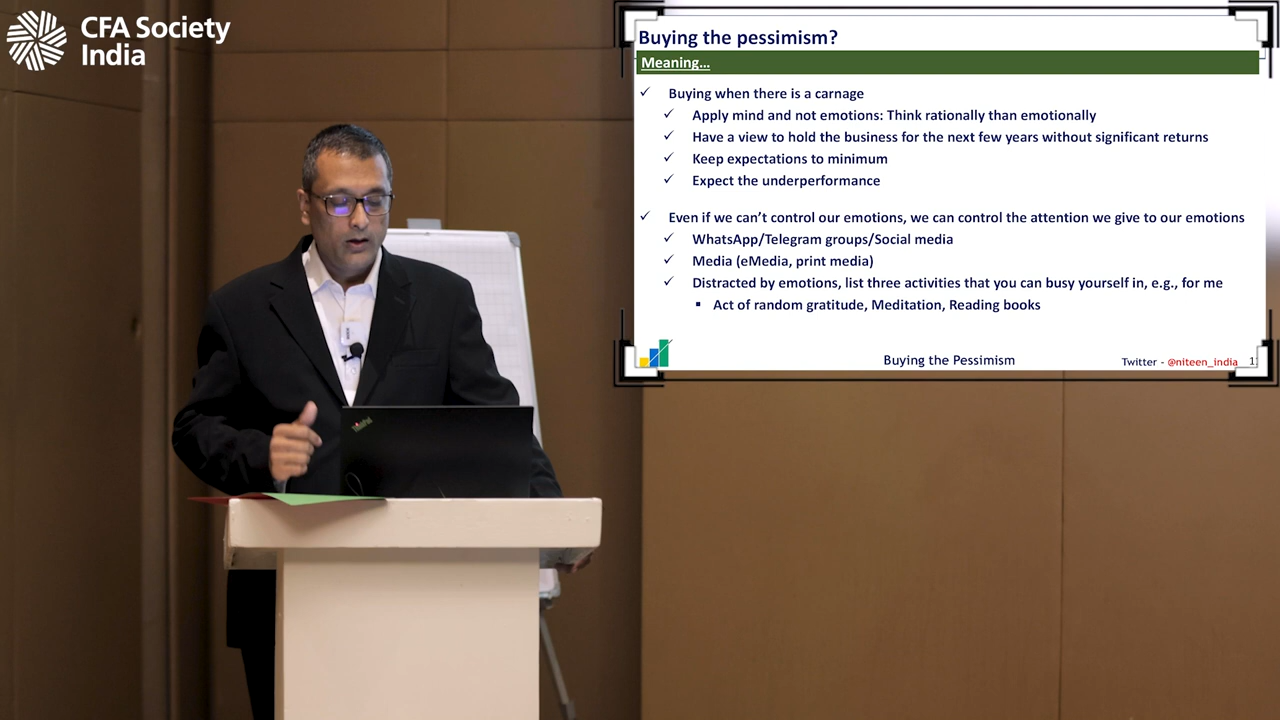 CFA Society
India
Buying the pessimism?
Meaning…
Buying when there is a carnage
Apply mind and not emotions: Think rationally than emotionally
Have a view to hold the business for the next few years without significant returns
Keep expectations to minimum
Expect the underperformance
Even if we can't control our emotions, we can control the attention we give to our emotions
WhatsApp/Telegram groups/Social media
Media (eMedia, print media)
Distracted by emotions, list three activities that you can busy yourself in, e.g., for me
Act of random gratitude, Meditation, Reading books
Buying the Pessimism
Twitter - @niteen_india